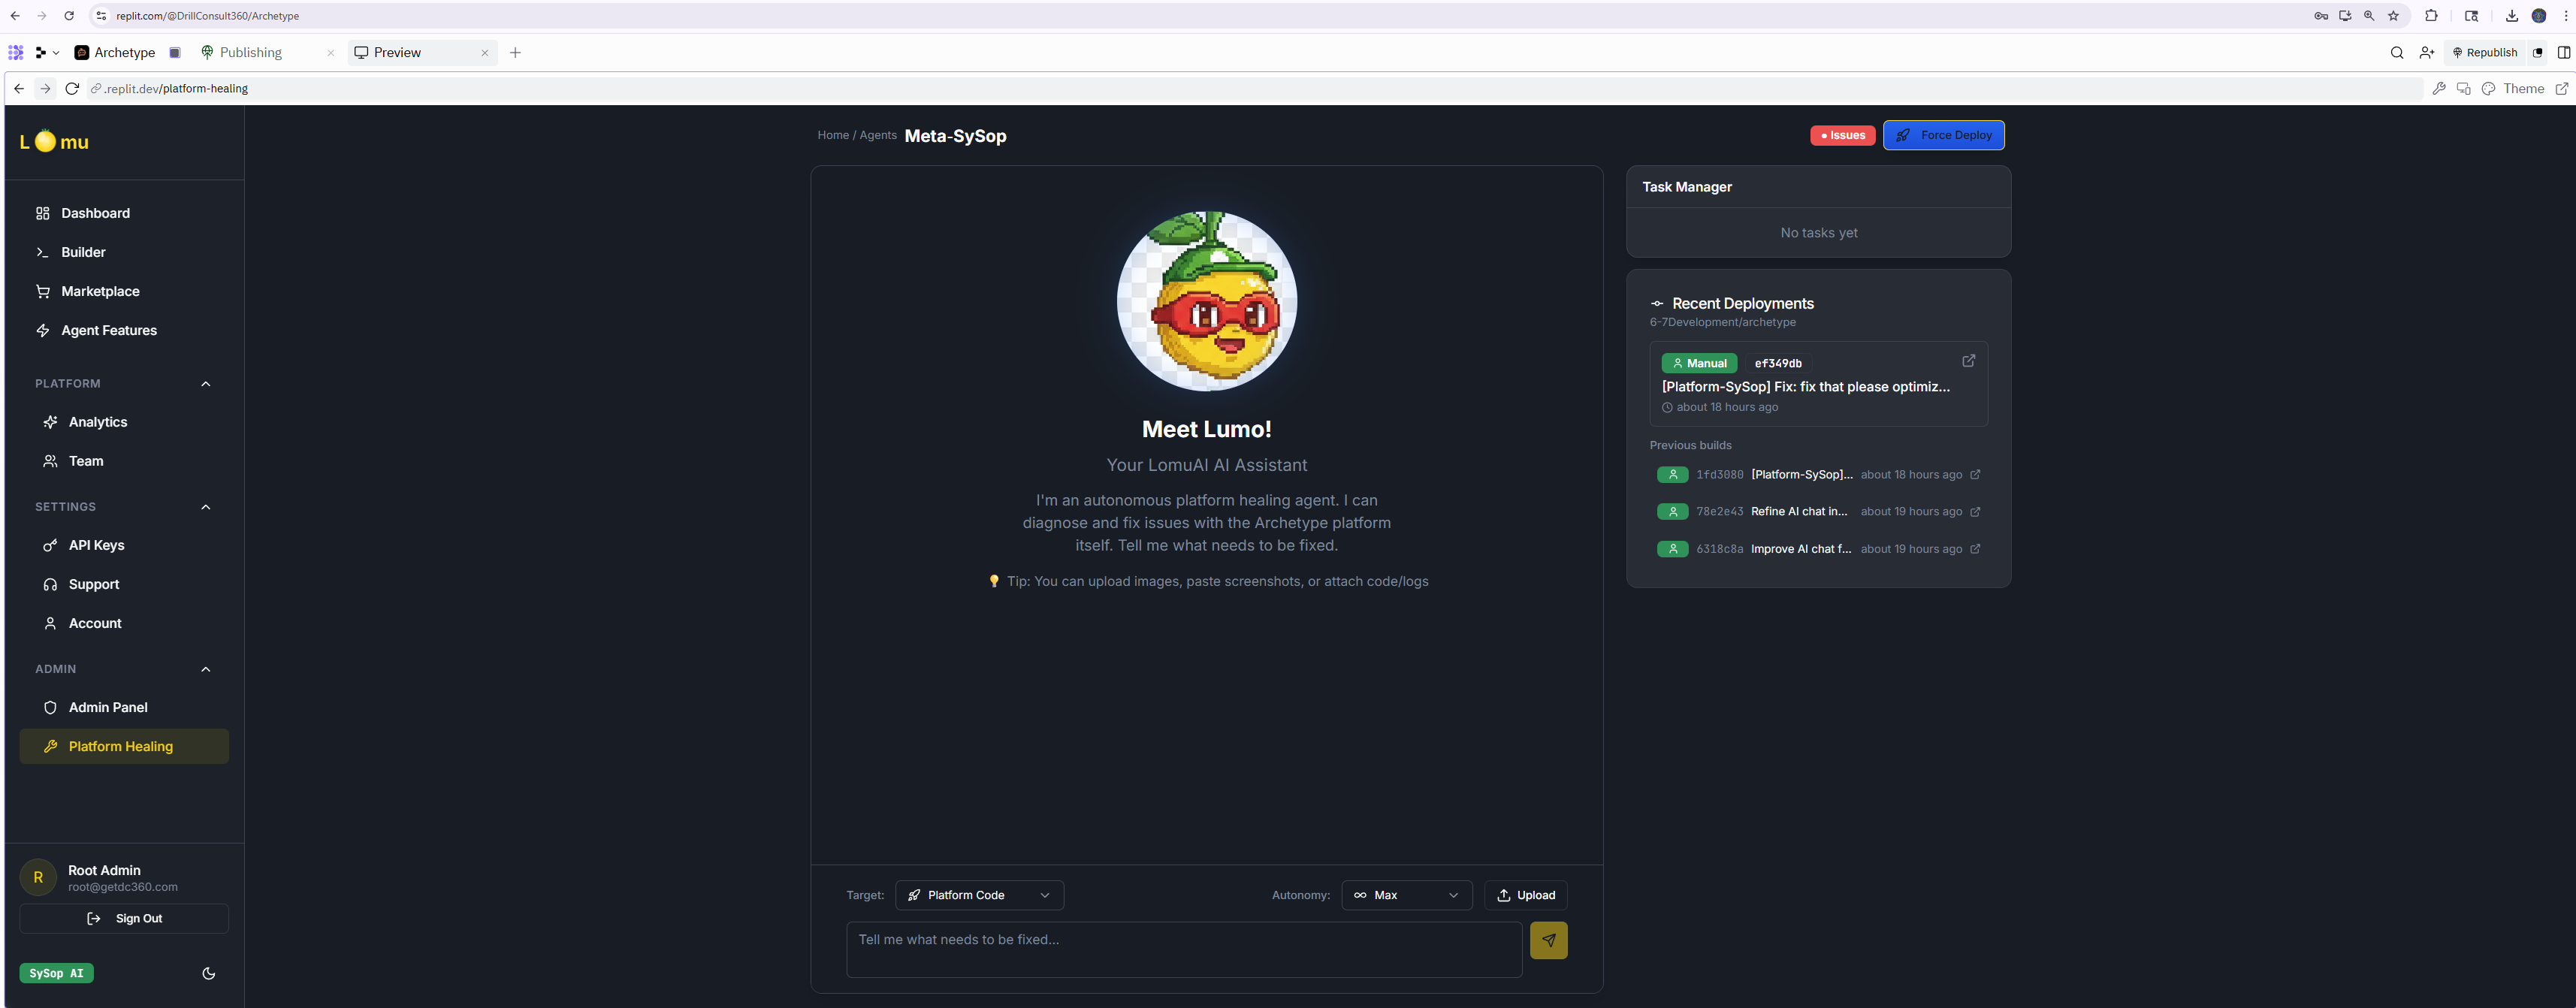 replit.com/@DrillConsult360/Archetype
Archetype
Publishing
Preview
Republish
.replit.dev/platform-healing
Theme
L mu
Dashboard
Builder
Marketplace
Agent Features
PLATFORM
Analytics
Team
SETTINGS
API Keys
Support
Account
ADMIN
Admin Panel
Platform Healing
R
Root Admin
root@getdc360.com
Sign Out
SySop AI
Home / Agents Meta-SySop
Issues
Force Deploy
Meet Lumo!
Your LomuAI AI Assistant
I'm an autonomous platform healing agent. I can
diagnose and fix issues with the Archetype platform
itself. Tell me what needs to be fixed.
Tip: You can upload images, paste screenshots, or attach code/logs
Target: Platform Code
Autonomy: Max
Upload
Tell me what needs to be fixed...
Task Manager
No tasks yet
Recent Deployments
6-7Development/archetype
Manual ef349db
[Platform-SySop] Fix: fix that please optimiz...
about 18 hours ago
Previous builds
1fd3080 [Platform-SySop]... about 18 hours ago
78e2e43 Refine AI chat in... about 19 hours ago
6318c8a Improve AI chat f... about 19 hours ago